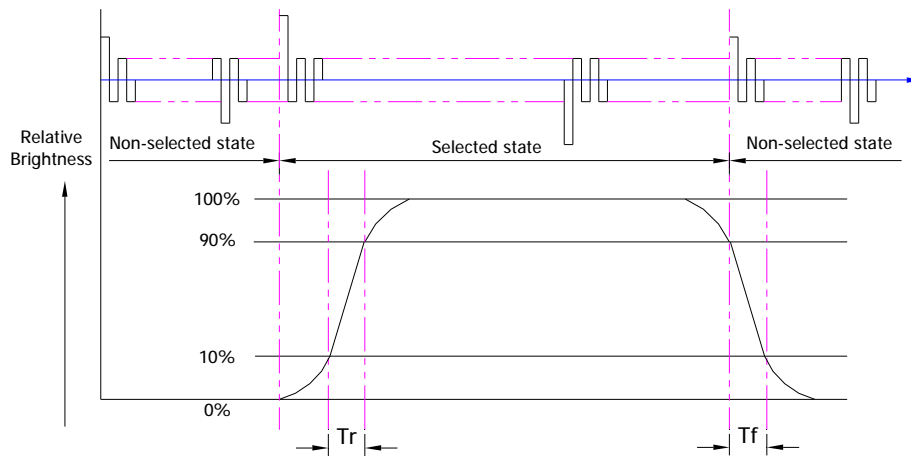 Relative
Brightness
Non-selected state
Selected state
Non-selected state
100%
90%
10%
0%
Tr
Tf